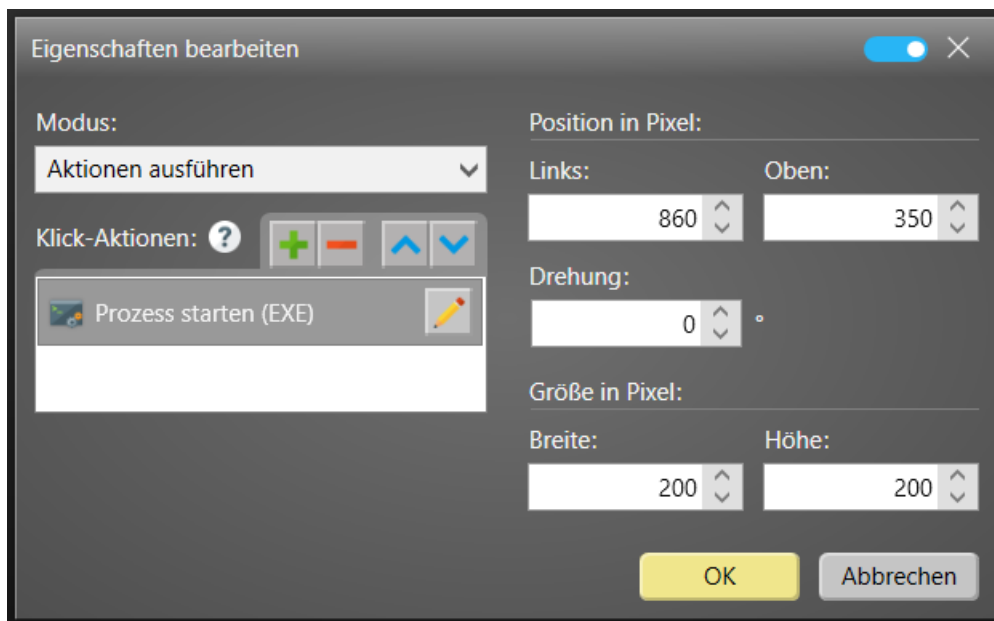 Eigenschaften bearbeiten
Modus:
Aktionen ausführen
Klick-Aktionen: ?
Prozess starten (EXE)
Position in Pixel:
Links: Oben:
860 350
Drehung:
0 °
Größe in Pixel:
Breite: Höhe:
200 200
OK Abbrechen